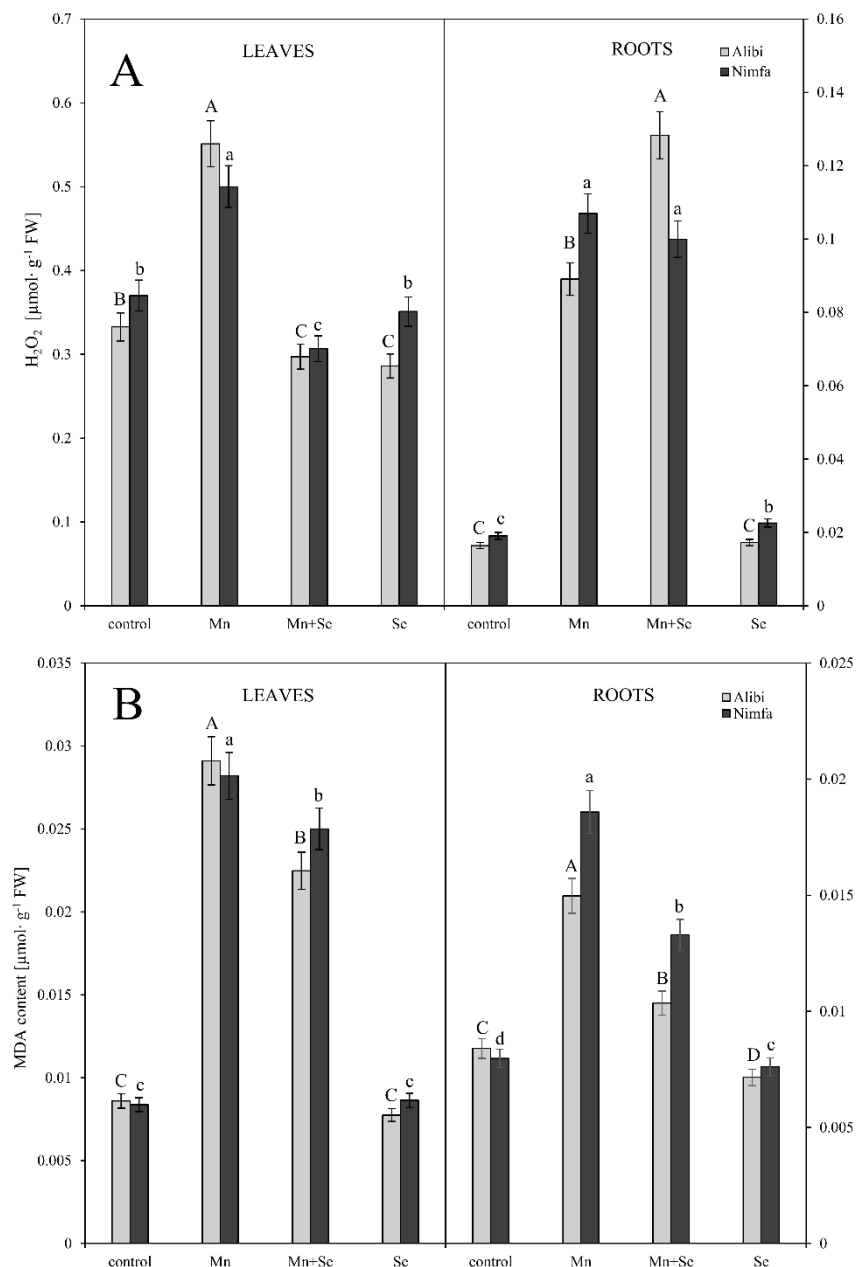 A
LEAVES
ROOTS
Alibi
Nimfa
H₂O₂ [µmol· g⁻¹ FW]
0.7
0.6
0.5
0.4
0.3
0.2
0.1
0
0.16
0.14
0.12
0.1
0.08
0.06
0.04
0.02
0
B b A a C c C b
C c B a A a C b
control Mn Mn+Se Se control Mn Mn+Se Se
B
LEAVES
ROOTS
Alibi
Nimfa
MDA content [µmol· g⁻¹ FW]
0.035
0.03
0.025
0.02
0.015
0.01
0.005
0
0.025
0.02
0.015
0.01
0.005
0
C c A a B b C c
C d A a B b D c
control Mn Mn+Se Se control Mn Mn+Se Se